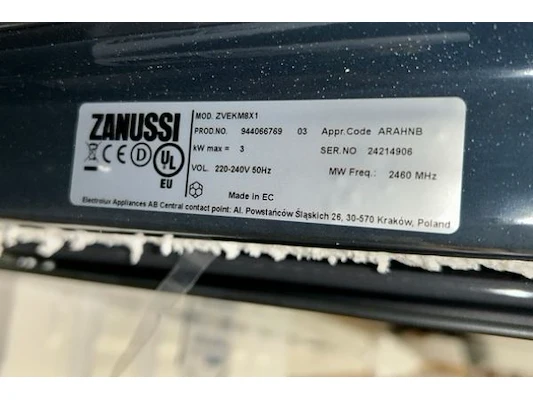 ZANUSSI
MOD. ZVEKM8X1
PROD.NO. 944066769 03 Appr.Code ARAHNB
kW max = 3 SER.NO 24214906
VOL. 220-240V 50Hz MW Freq.: 2460 MHz
CE D UL
EU
Made in EC
Electrolux Appliances AB Central contact point: Al. Powstańców Śląskich 26, 30-570 Kraków, Poland